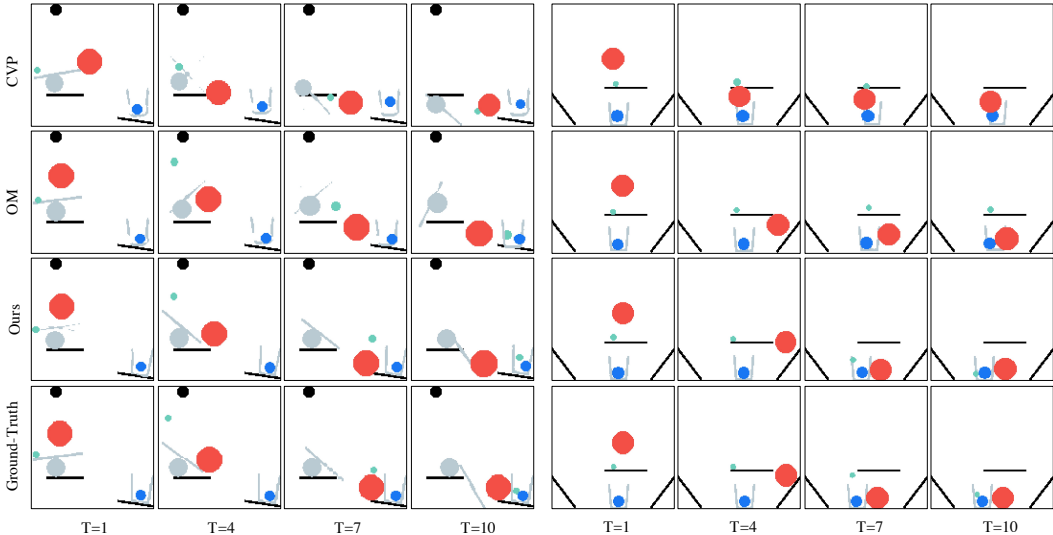 CVP
OM
Ours
Ground-Truth
T=1 T=4 T=7 T=10 T=1 T=4 T=7 T=10